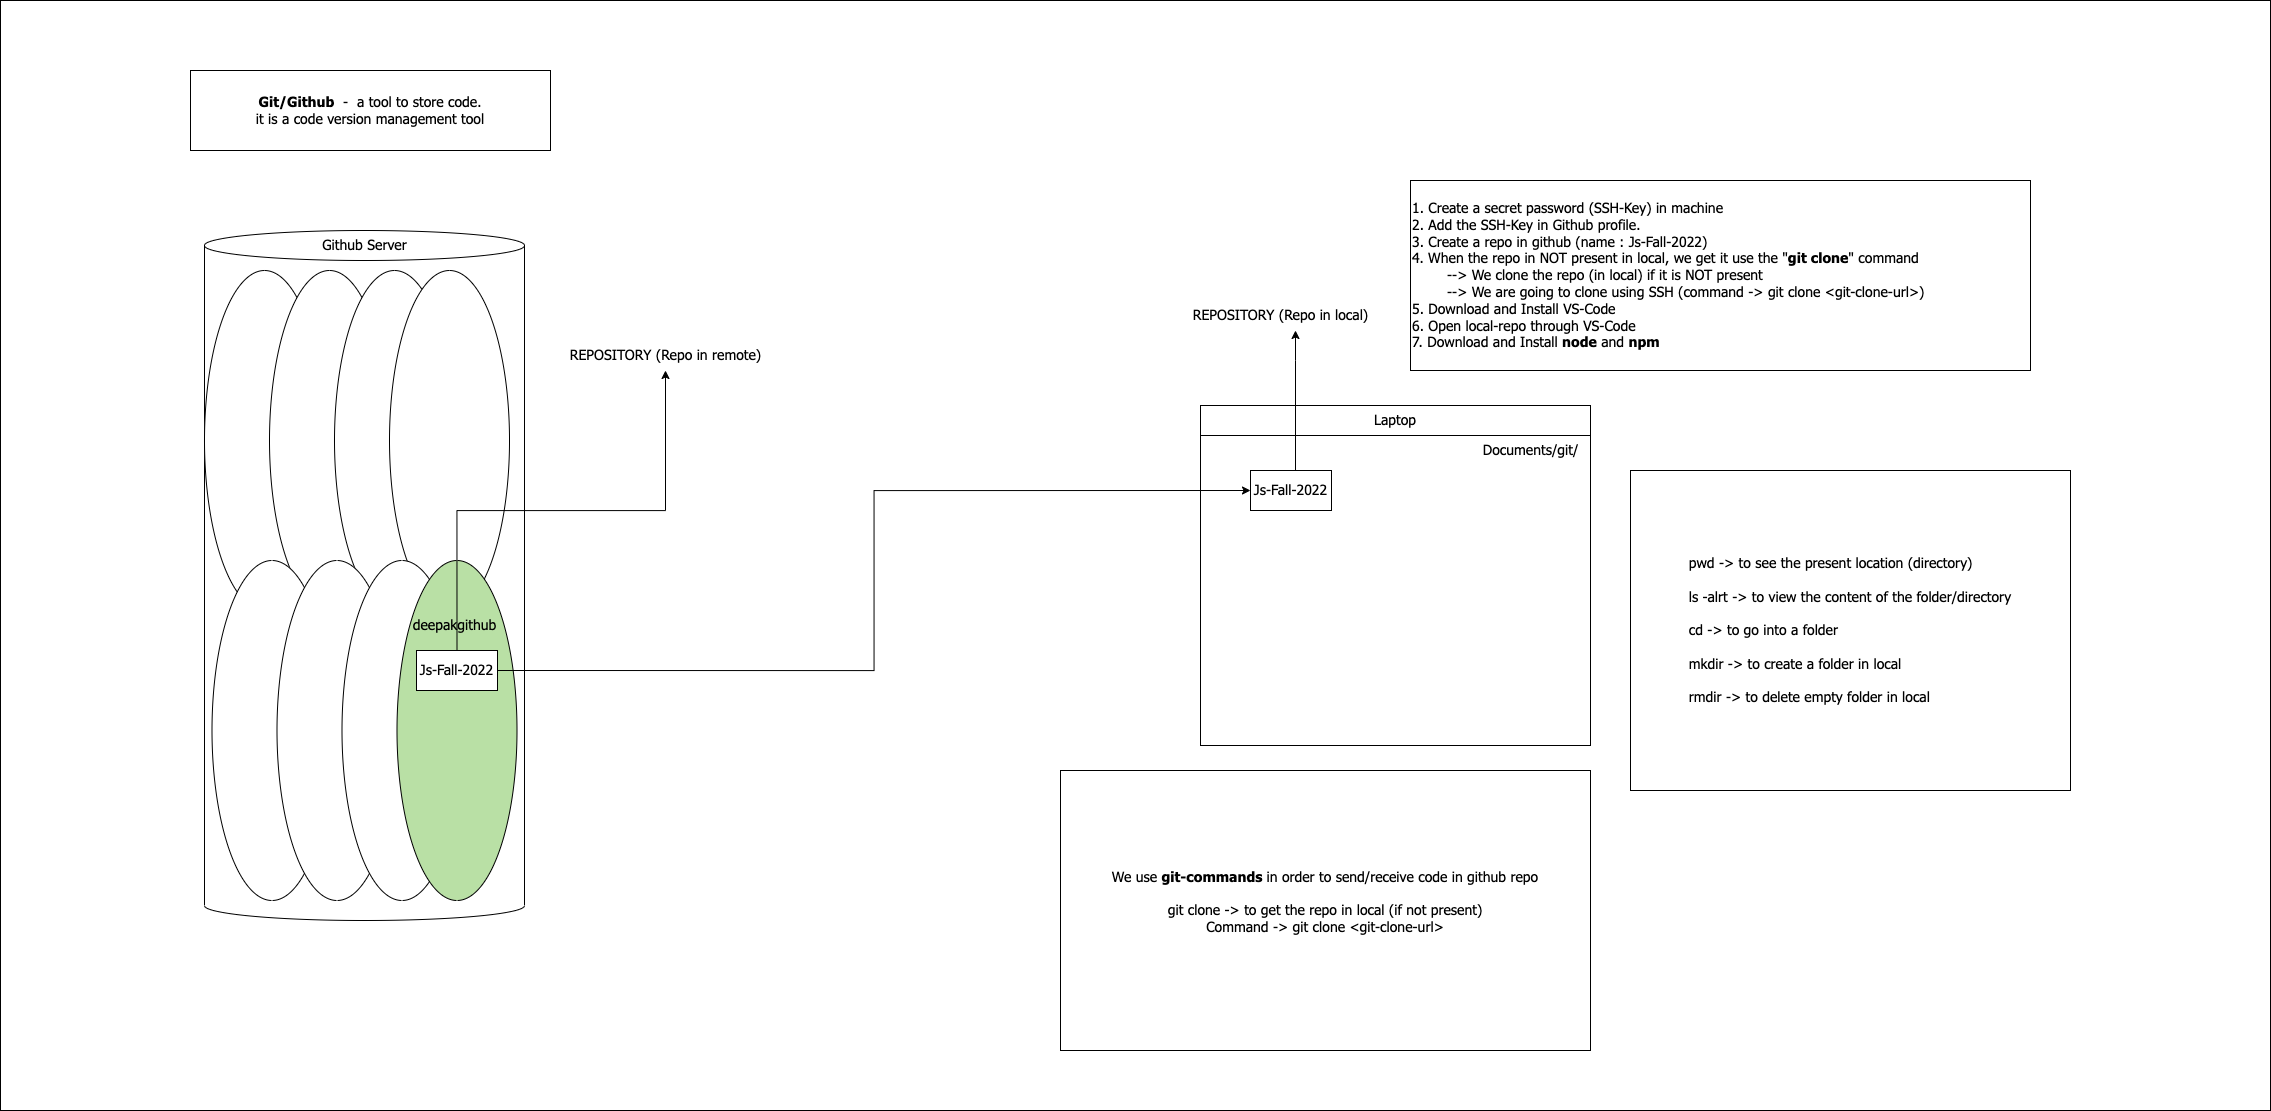 Git/Github  -  a tool to store code.
it is a code version management tool
Github Server
deepakgithub
Js-Fall-2022
REPOSITORY (Repo in remote)
REPOSITORY (Repo in local)
1. Create a secret password (SSH-Key) in machine
2. Add the SSH-Key in Github profile.
3. Create a repo in github (name : Js-Fall-2022)
4. When the repo in NOT present in local, we get it use the "git clone" command
--> We clone the repo (in local) if it is NOT present
--> We are going to clone using SSH (command -> git clone <git-clone-url>)
5. Download and Install VS-Code
6. Open local-repo through VS-Code
7. Download and Install node and npm
Laptop
Documents/git/
Js-Fall-2022
pwd -> to see the present location (directory)
ls -alrt -> to view the content of the folder/directory
cd -> to go into a folder
mkdir -> to create a folder in local
rmdir -> to delete empty folder in local
We use git-commands in order to send/receive code in github repo
git clone -> to get the repo in local (if not present)
Command -> git clone <git-clone-url>